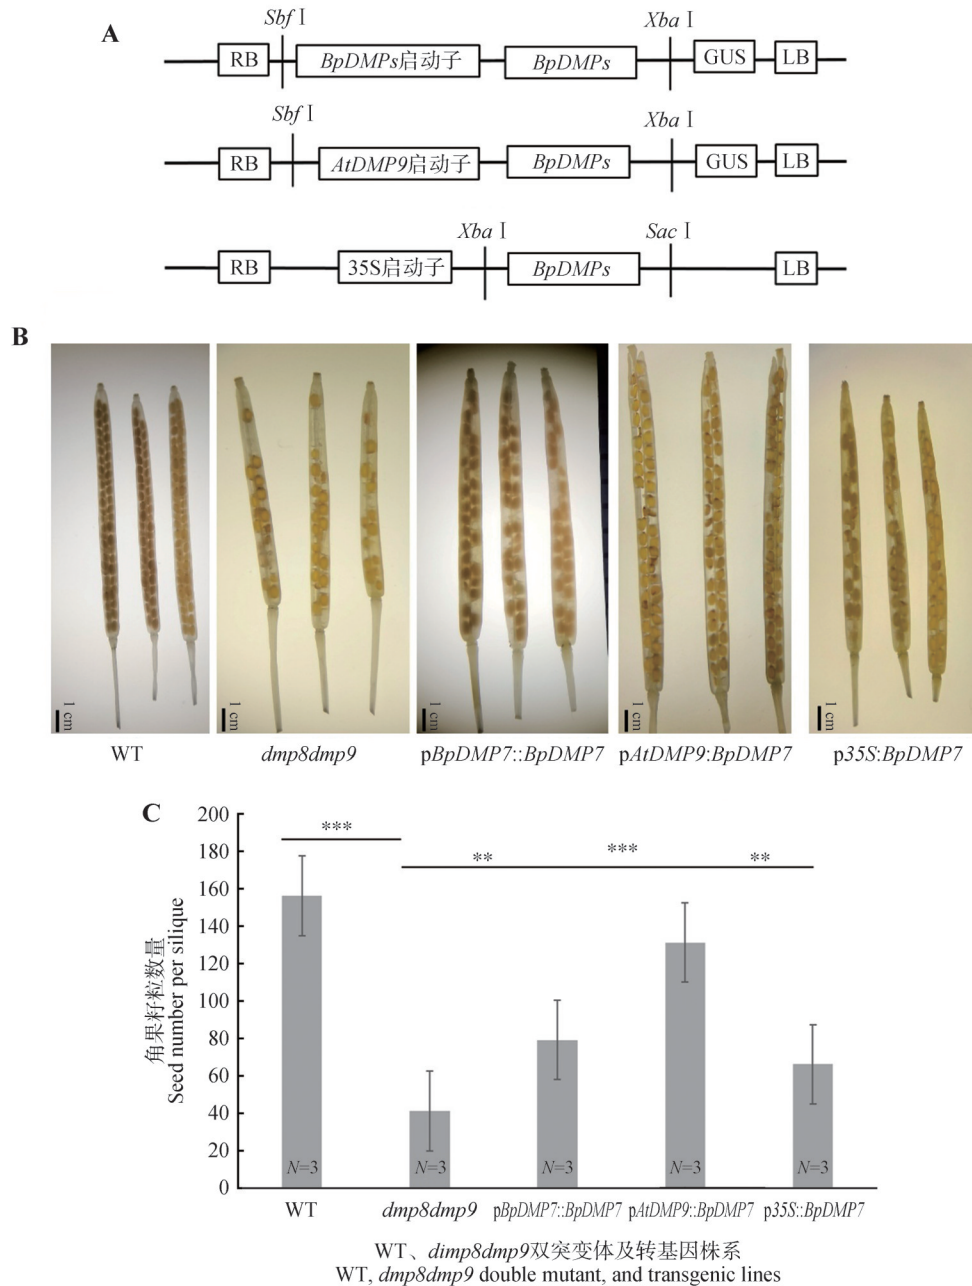 A
Sbf Ⅰ Xba Ⅰ
RB BpDMPs启动子 BpDMPs GUS LB
Sbf Ⅰ Xba Ⅰ
RB AtDMP9启动子 BpDMPs GUS LB
Xba Ⅰ Sac Ⅰ
RB 35S启动子 BpDMPs LB
B
1 cm 1 cm 1 cm 1 cm 1 cm
WT dmp8dmp9 pBpDMP7::BpDMP7 pAtDMP9:BpDMP7 p35S:BpDMP7
C
角果籽粒数量
Seed number per silique
200
180
160
140
120
100
80
60
40
20
0
*** ** *** **
N=3 N=3 N=3 N=3 N=3
WT dmp8dmp9 pBpDMP7::BpDMP7 pAtDMP9::BpDMP7 p35S::BpDMP7
WT、dimp8dmp9双突变体及转基因株系
WT, dmp8dmp9 double mutant, and transgenic lines